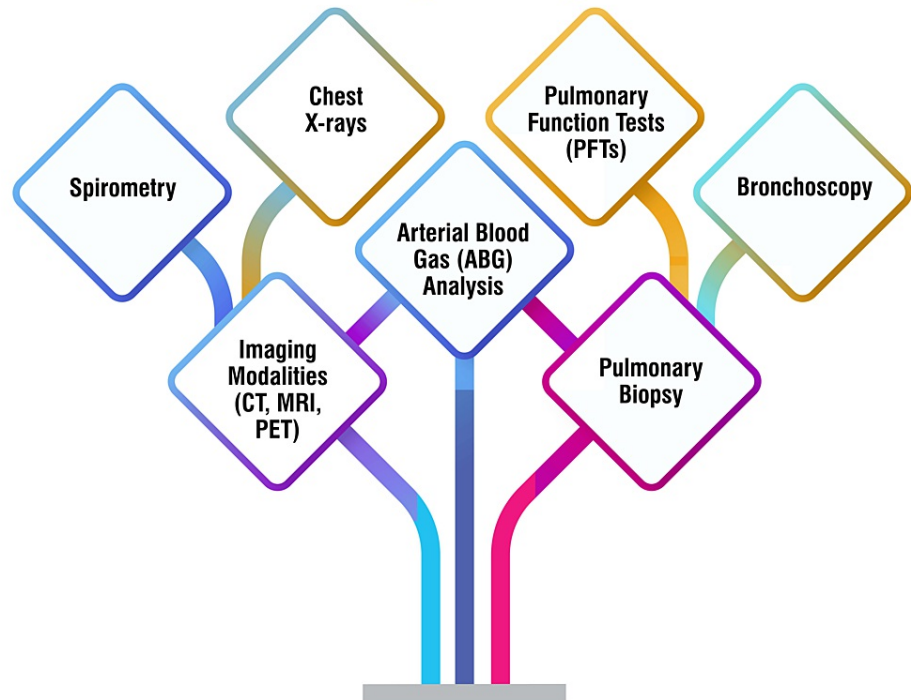 Chest
X-rays
Pulmonary
Function Tests
(PFTs)
Spirometry
Bronchoscopy
Arterial Blood
Gas (ABG)
Analysis
Imaging
Modalities
(CT, MRI,
PET)
Pulmonary
Biopsy